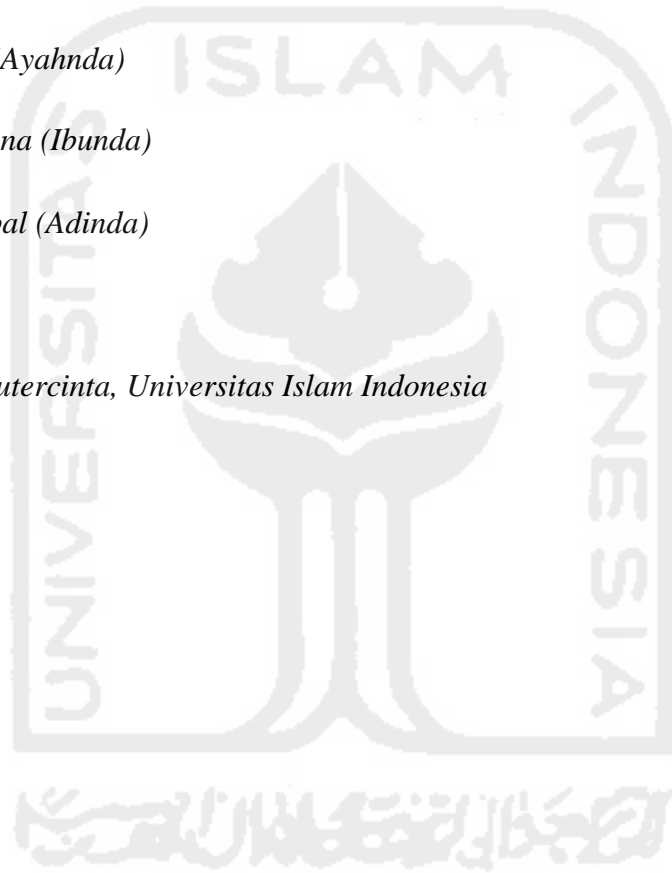 (Ayahnda)
na (Ibunda)
al (Adinda)
utercinta, Universitas Islam Indonesia
ISLAM
UNIVERSITAS
INDONESIA